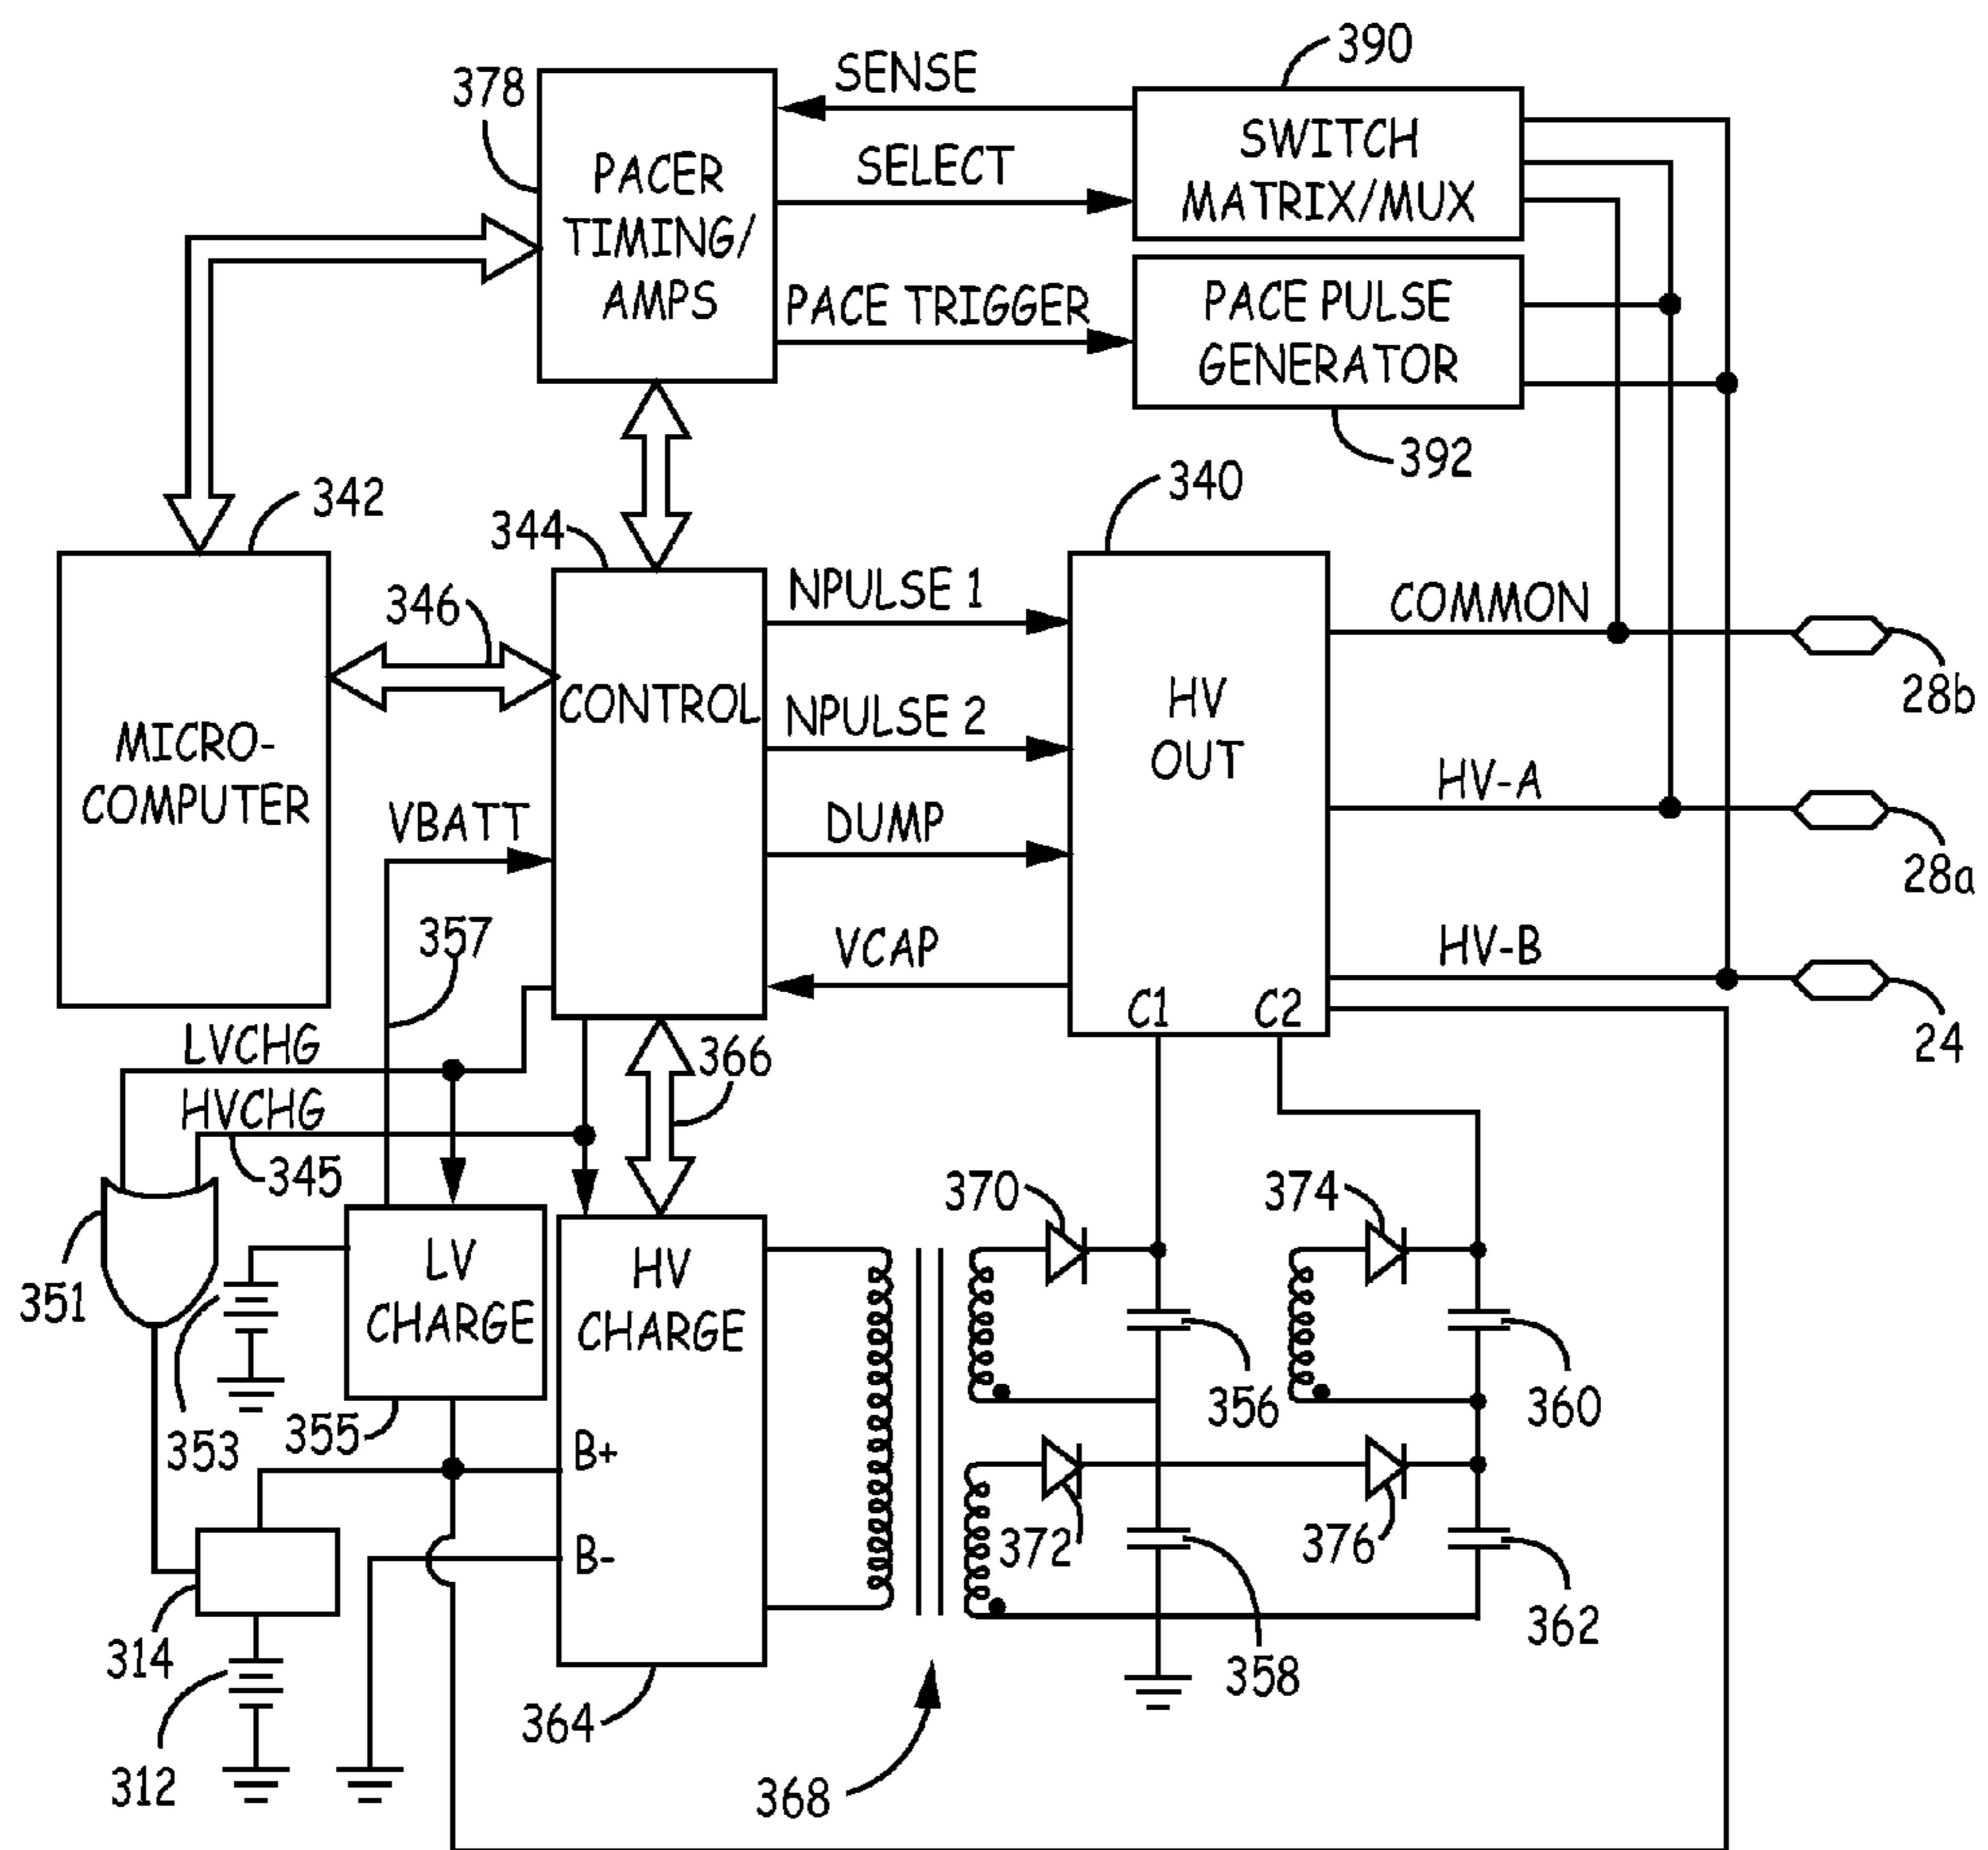 390
SENSE
378
SWITCH
MATRIX/MUX
PACER
TIMING/
AMPS
SELECT
PACE TRIGGER
PACE PULSE
GENERATOR
392
340
342
344
346
NPULSE 1
COMMON
28b
MICRO-
COMPUTER
CONTROL
NPULSE 2
HV
OUT
HV-A
28a
VBATT
DUMP
357
VCAP
HV-B
24
C1
C2
LVCHG
366
HVCHG
345
370
374
351
LV
CHARGE
HV
CHARGE
356
360
353
355
B+
B-
372
376
314
362
358
364
312
368